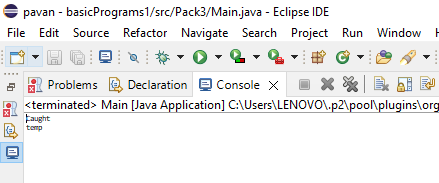 pavan - basicPrograms1/src/Pack3/Main.java - Eclipse IDE
File Edit Source Refactor Navigate Search Project Run Window
Problems Declaration Console
<terminated> Main [Java Application] C:\Users\LENOVO\.p2\pool\plugins\org
Caught
temp